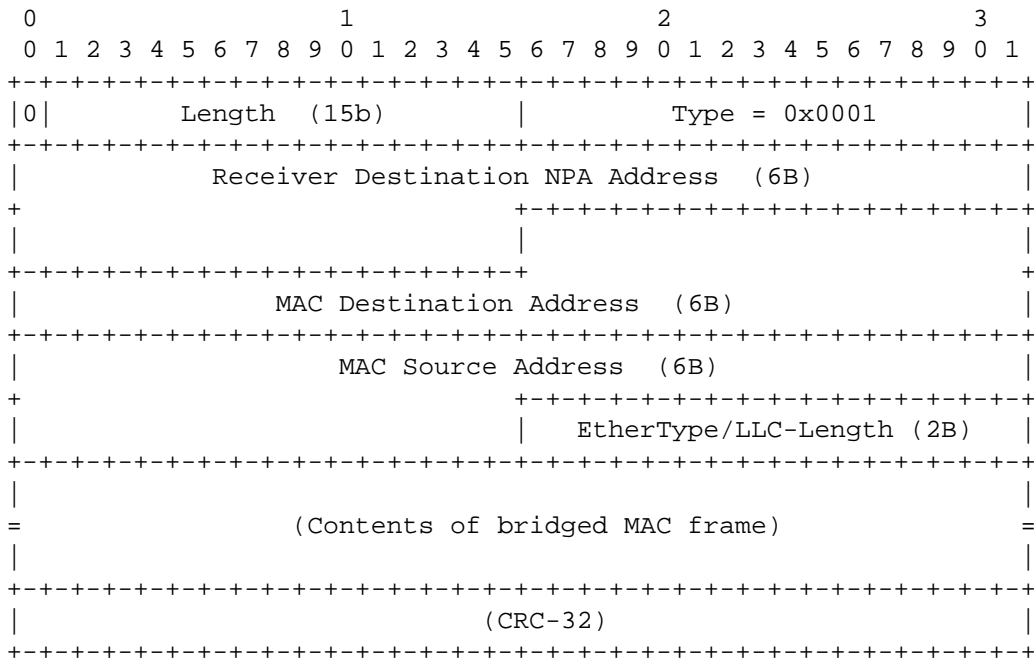 0                   1                   2                   3
 0 1 2 3 4 5 6 7 8 9 0 1 2 3 4 5 6 7 8 9 0 1 2 3 4 5 6 7 8 9 0 1
+-+-+-+-+-+-+-+-+-+-+-+-+-+-+-+-+-+-+-+-+-+-+-+-+-+-+-+-+-+-+-+-+
|0|        Length  (15b)        |         Type = 0x0001         |
+-+-+-+-+-+-+-+-+-+-+-+-+-+-+-+-+-+-+-+-+-+-+-+-+-+-+-+-+-+-+-+-+
|            Receiver Destination NPA Address  (6B)             |
+                               +-+-+-+-+-+-+-+-+-+-+-+-+-+-+-+-+
|                               |                               |
+-+-+-+-+-+-+-+-+-+-+-+-+-+-+-+-+                               +
|                MAC Destination Address  (6B)                  |
+-+-+-+-+-+-+-+-+-+-+-+-+-+-+-+-+-+-+-+-+-+-+-+-+-+-+-+-+-+-+-+-+
|                    MAC Source Address  (6B)                   |
+                               +-+-+-+-+-+-+-+-+-+-+-+-+-+-+-+-+
|                               |   EtherType/LLC-Length (2B)   |
+-+-+-+-+-+-+-+-+-+-+-+-+-+-+-+-+-+-+-+-+-+-+-+-+-+-+-+-+-+-+-+-+
|                                                               |
=                 (Contents of bridged MAC frame)               =
|                                                               |
+-+-+-+-+-+-+-+-+-+-+-+-+-+-+-+-+-+-+-+-+-+-+-+-+-+-+-+-+-+-+-+-+
|                             (CRC-32)                          |
+-+-+-+-+-+-+-+-+-+-+-+-+-+-+-+-+-+-+-+-+-+-+-+-+-+-+-+-+-+-+-+-+